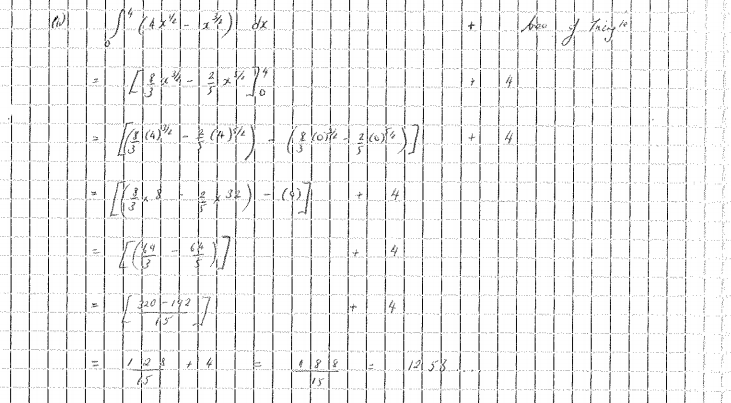 (iv) ∫₀⁴ (4x^{1/2} - x^{3/2}) dx + of
= [8/3 x^{3/2} - 2/5 x^{5/2}]₀⁴ + 4
= [(8/3 (4)^{3/2} - 2/5 (4)^{5/2}) - (8/3 (0)^{3/2} - 2/5 (0)^{5/2})] + 4
= [(8/3 × 8 - 2/5 × 32) - (0)] + 4
= [(64/3 - 64/5)] + 4
= [(320 - 192)/15] + 4
= 128/15 + 4 = 188/15 = 12.53...